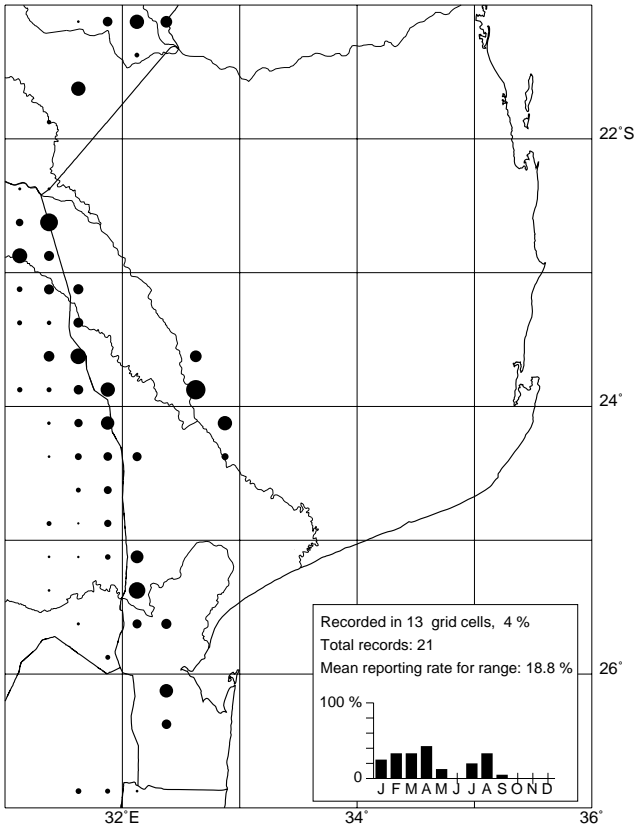 22°S
24°
Recorded in 13 grid cells, 4 %
Total records: 21
Mean reporting rate for range: 18.8 %
26°
100 %
0
J F M A M J J A S O N D
32°E
34°
36°